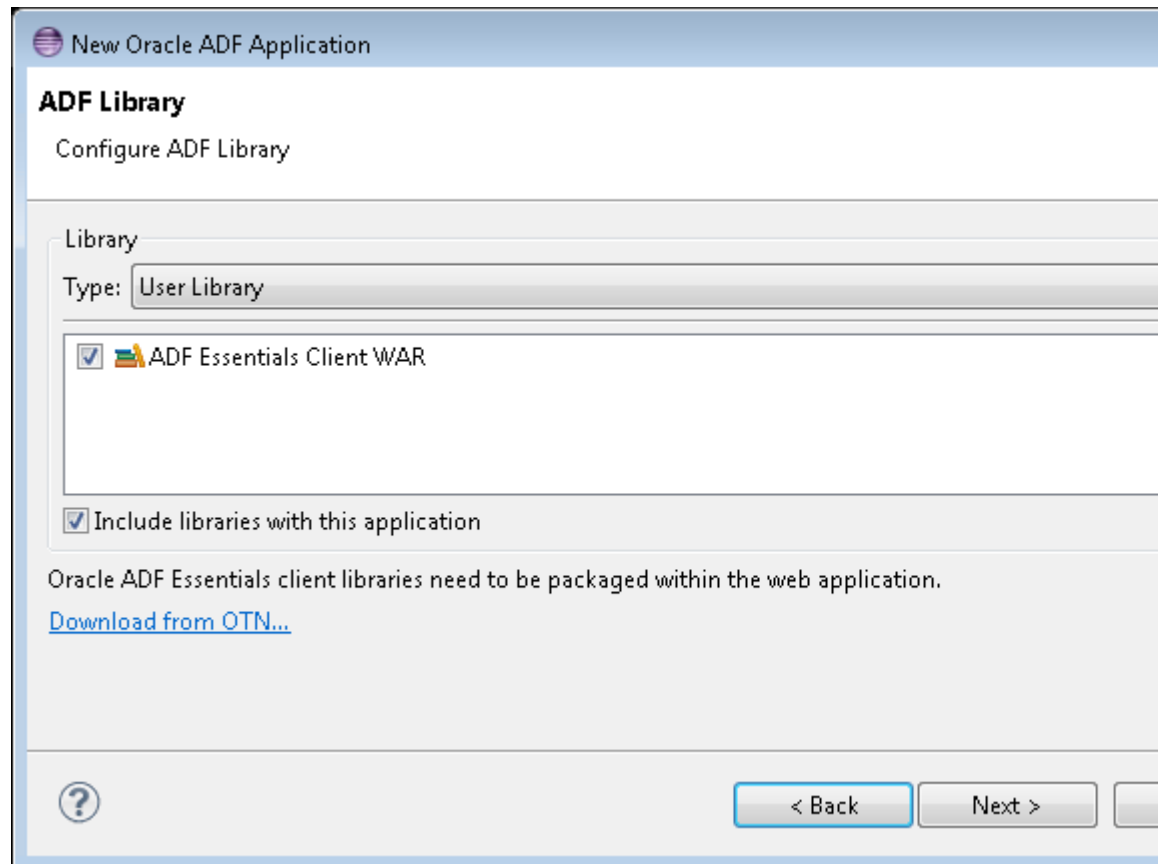 New Oracle ADF Application
ADF Library
Configure ADF Library
Library
Type: User Library
ADF Essentials Client WAR
Include libraries with this application
Oracle ADF Essentials client libraries need to be packaged within the web application.
Download from OTN...
? < Back Next >